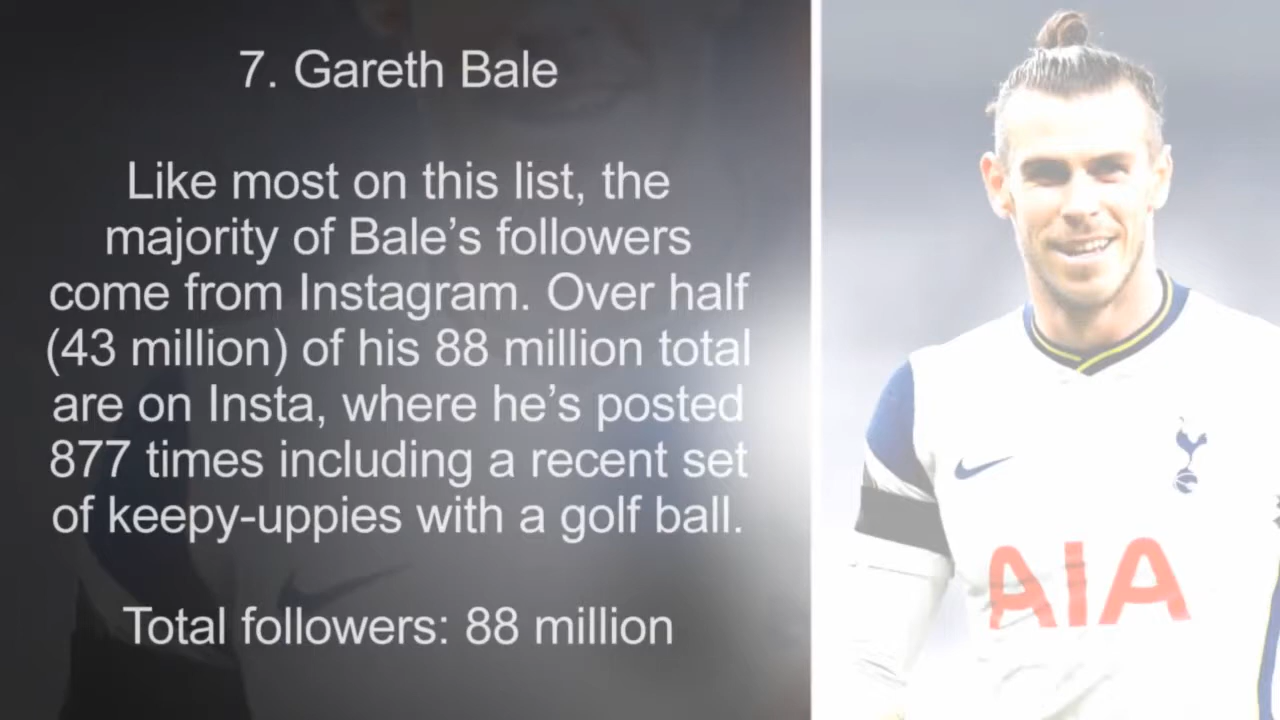 7. Gareth Bale
Like most on this list, the
majority of Bale’s followers
come from Instagram. Over half
(43 million) of his 88 million total
are on Insta, where he’s posted
877 times including a recent set
of keepy-uppies with a golf ball.
Total followers: 88 million
AIA